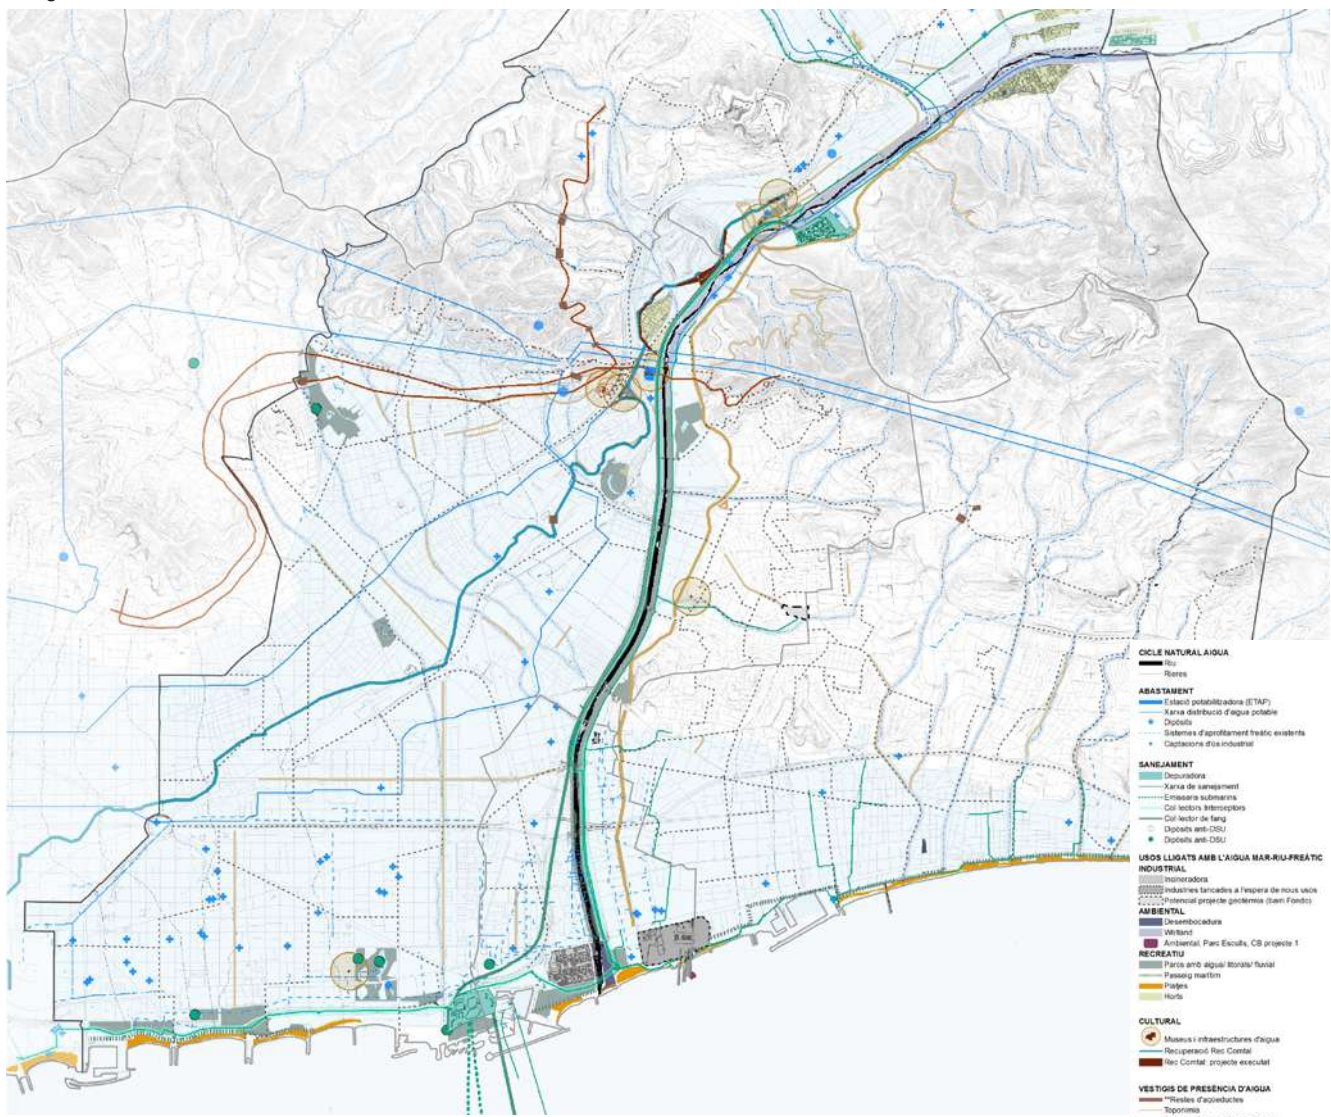 CICLE NATURAL AIGUA
Riu
Rieres
ABASTAMENT
Estació potabilitzadora (ETAP)
Xarxa distribució d'aigua potable
Dipòsits
Sistemes d'aprofitament freàtic existents
Captacions d'ús industrial
SANEJAMENT
Depuradora
Xarxa de sanejament
Emissaris submarins
Col·lectors Interceptors
Col·lector de fang
Dipòsits anti-DSU
Dipòsits anti-DSU
USOS LLIGATS AMB L'AIGUA MAR-RIU-FREÀTIC
INDUSTRIAL
Incineradora
Indústries tancades a l'espera de nous usos
Potencial projecte geotèrmia (barri Fondo)
AMBIENTAL
Desembocadura
Wetland
Ambiental, Parc Esculls, CB projecte 1
RECREATIU
Parcs amb aigua/ litorals/ fluvial
Passeig marítim
Platjes
Horts
CULTURAL
Museus i infraestructures d'aigua
Recuperació Rec Comtal
Rec Comtal: projecte executat
VESTIGIS DE PRESÈNCIA D'AIGUA
**Restes d'aqüeductes
Toponímia